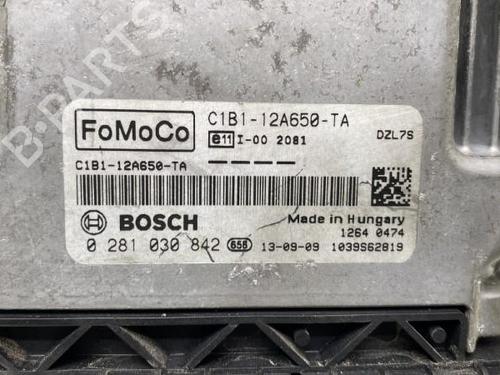 B-PARTS
FoMoCo
C1B1-12A650-TA
e11 I-00 2081
DZL7S
C1B1-12A650-TA
BOSCH
Made in Hungary
1264 0474
0 281 030 842 656 13-09-09 1039S62819